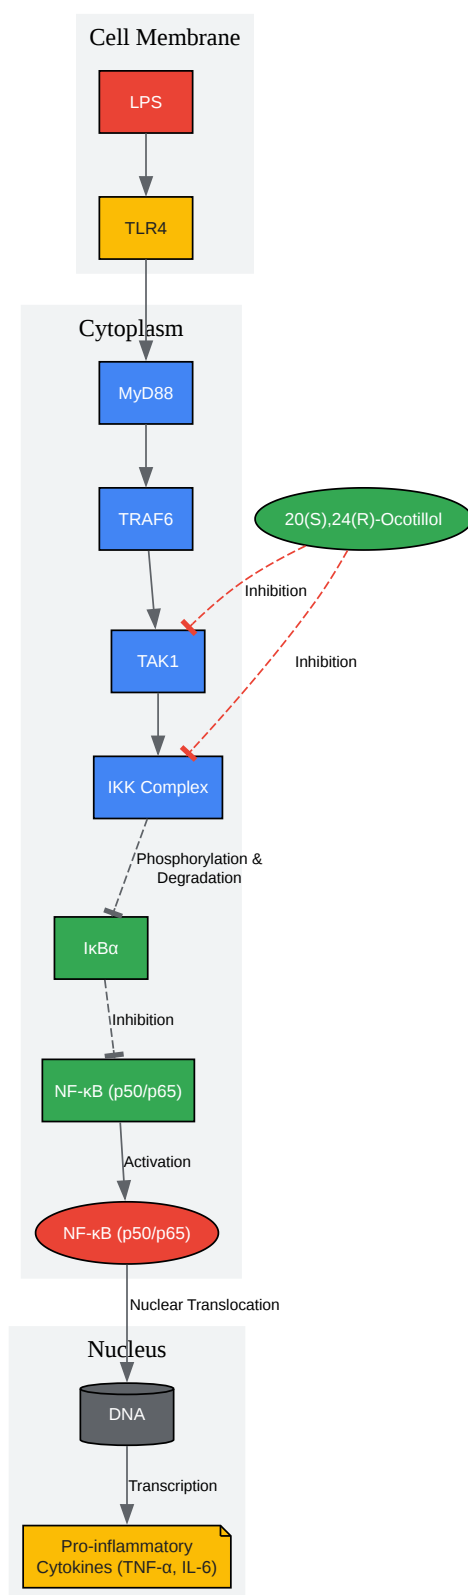 Cell Membrane
LPS
TLR4
Cytoplasm
MyD88
TRAF6
20(S),24(R)-Ocotillol
Inhibition
TAK1
Inhibition
IKK Complex
Phosphorylation &
Degradation
IκBα
Inhibition
NF-κB (p50/p65)
Activation
NF-κB (p50/p65)
Nuclear Translocation
Nucleus
DNA
Transcription
Pro-inflammatory
Cytokines (TNF-α, IL-6)